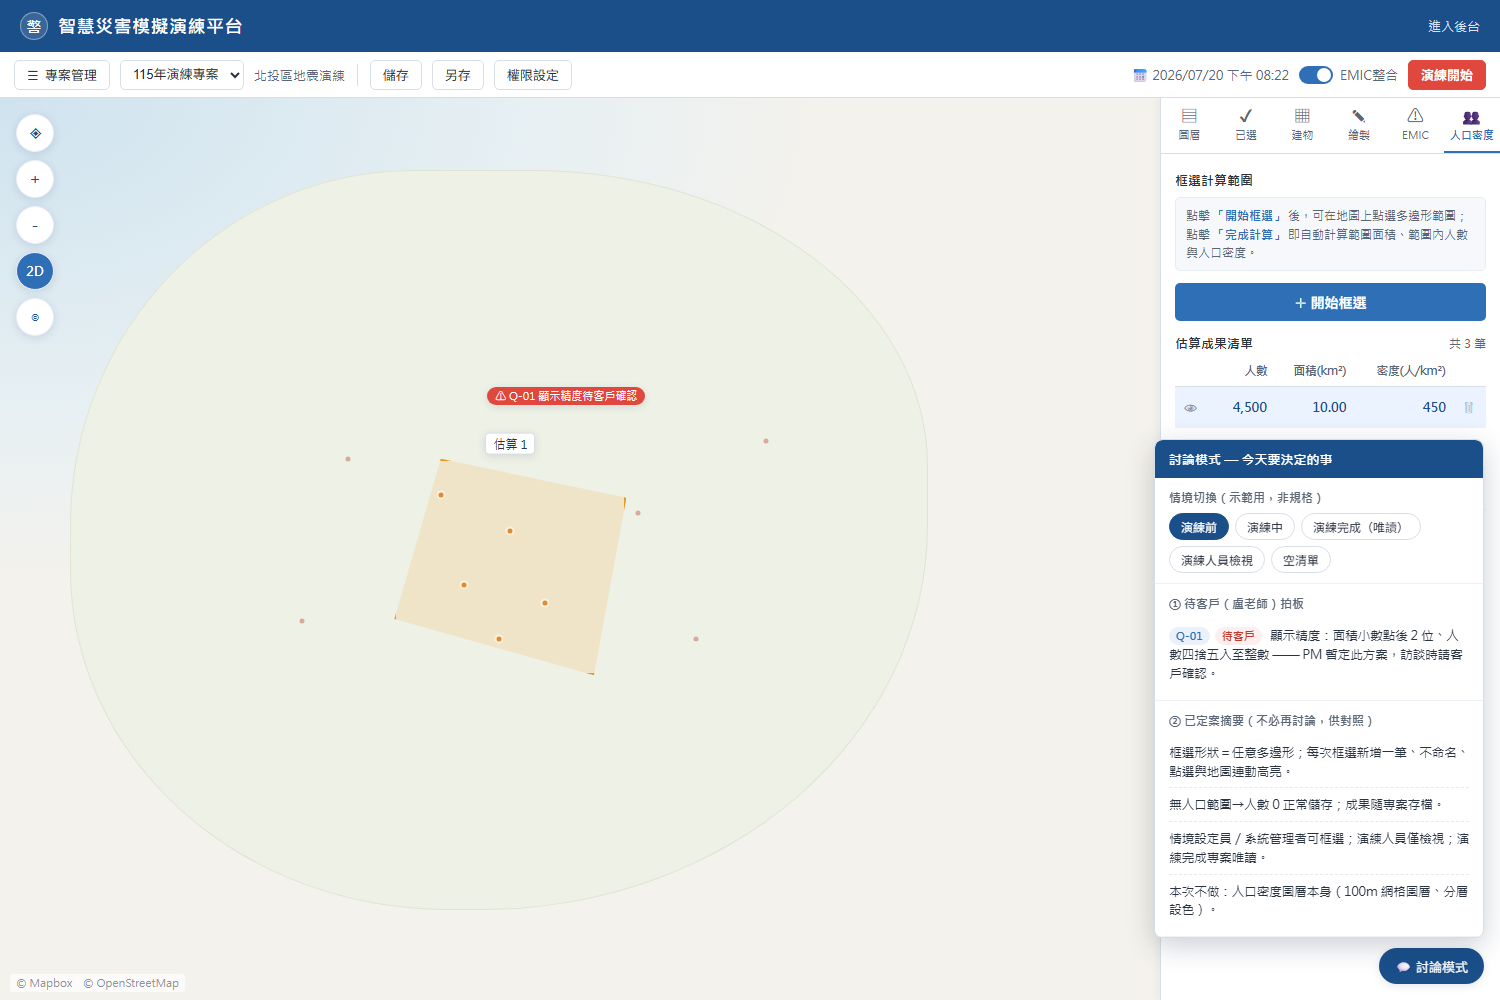 警 智慧災害模擬演練平台
進入後台
☰ 專案管理
115年演練專案
北投區地震演練
儲存
另存
權限設定
2026/07/20 下午 08:22
EMIC整合
演練開始
圖層
已選
建物
繪製
EMIC
人口密度
+
-
2D
框選計算範圍
點擊「開始框選」後，可在地圖上點選多邊形範圍；
點擊「完成計算」即自動計算範圍面積、範圍內人數
與人口密度。
＋ 開始框選
估算成果清單
共 3 筆
人數 面積(km²) 密度(人/km²)
4,500 10.00 450
⚠ Q-01 顯示精度待客戶確認
估算 1
討論模式 — 今天要決定的事
情境切換（示範用，非規格）
演練前
演練中
演練完成（唯讀）
演練人員檢視
空清單
① 待客戶（盧老師）拍板
Q-01 待客戶 顯示精度：面積小數點後 2 位、人
數四捨五入至整數 —— PM 暫定此方案，訪談時請客
戶確認。
② 已定案摘要（不必再討論，供對照）
框選形狀＝任意多邊形；每次框選新增一筆、不命名、
點選與地圖連動高亮。
無人口範圍→人數 0 正常儲存；成果隨專案存檔。
情境設定員 / 系統管理者可框選；演練人員僅檢視；演
練完成專案唯讀。
本次不做：人口密度圖層本身（100m 網格圖層、分層
設色）。
討論模式
© Mapbox © OpenStreetMap